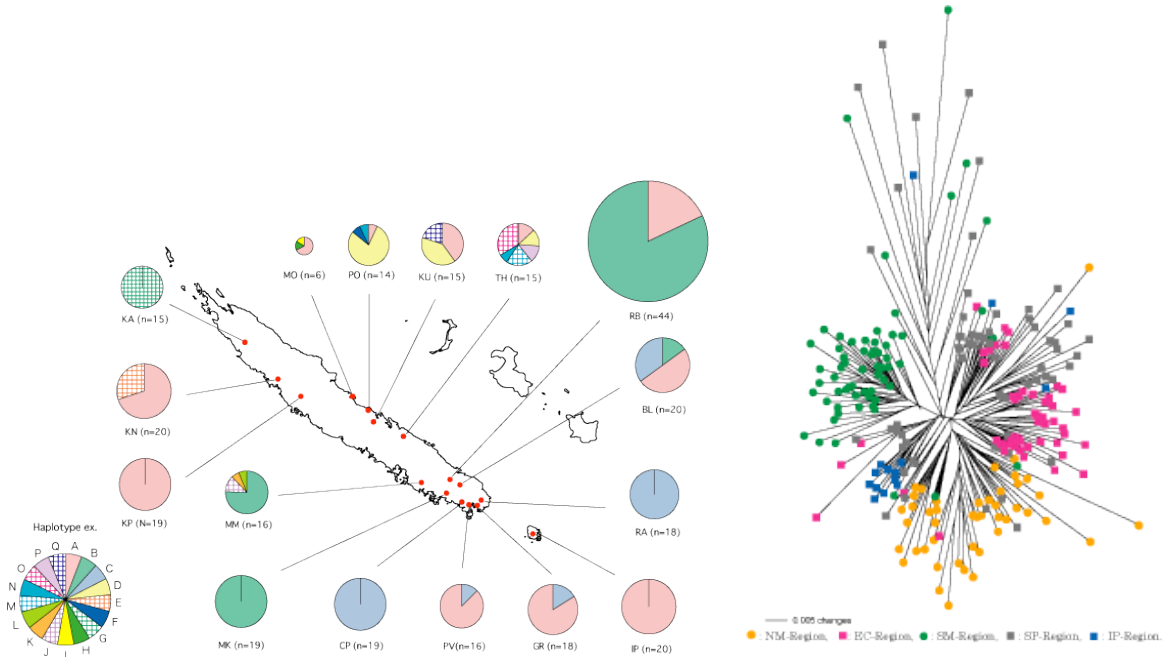 MO (n=6)
PO (n=14)
KU (n=15)
TH (n=15)
RB (n=44)
KA (n=15)
KN (n=20)
BL (n=20)
KP (N=19)
MM (n=16)
RA (n=18)
MK (n=19)
CP (n=19)
PV(n=16)
GR (n=18)
IP (n=20)
Haplotype ex.
A
B
C
D
E
F
G
H
I
J
K
L
M
N
O
P
Q
0.005 changes
: NM-Region, : EC-Region, : SM-Region, : SP-Region, : IP-Region.